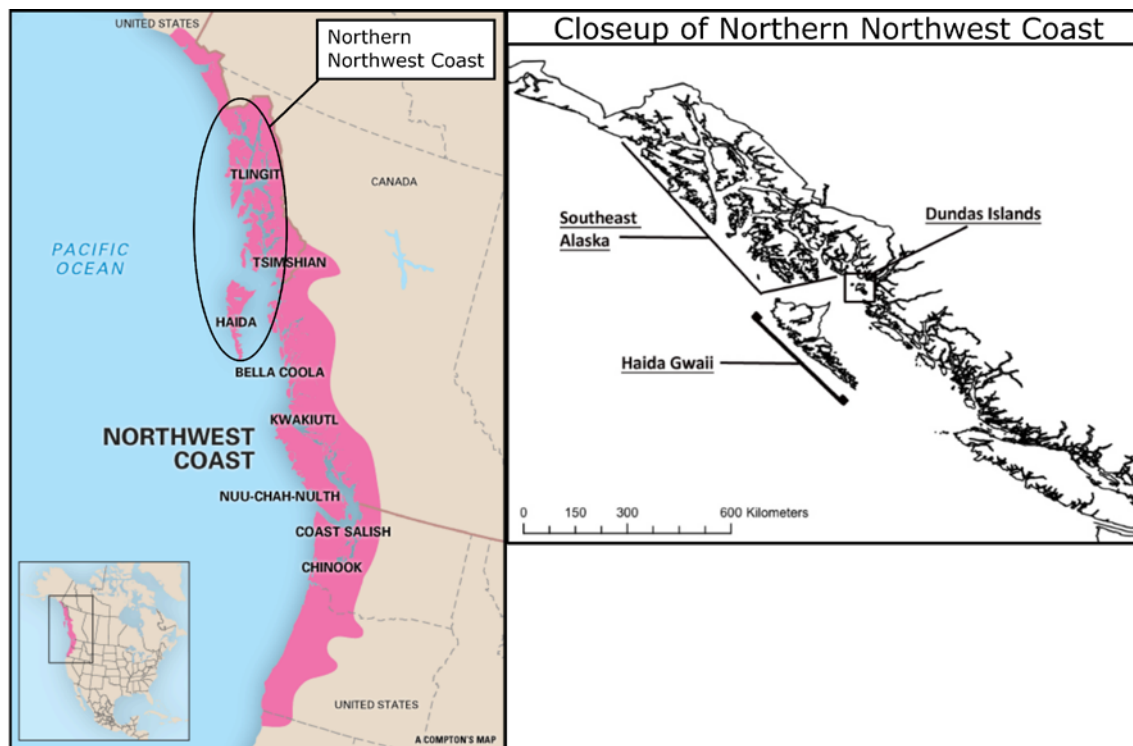 UNITED STATES
Northern
Northwest Coast
TLINGIT
CANADA
PACIFIC
OCEAN
TSIMSHIAN
HAIDA
BELLA COOLA
KWAKIUTL
NORTHWEST
COAST
NUU-CHAH-NULTH
COAST SALISH
CHINOOK
UNITED STATES
A COMPTON'S MAP
Closeup of Northern Northwest Coast
Southeast
Alaska
Dundas Islands
Haida Gwaii
0 150 300 600 Kilometers